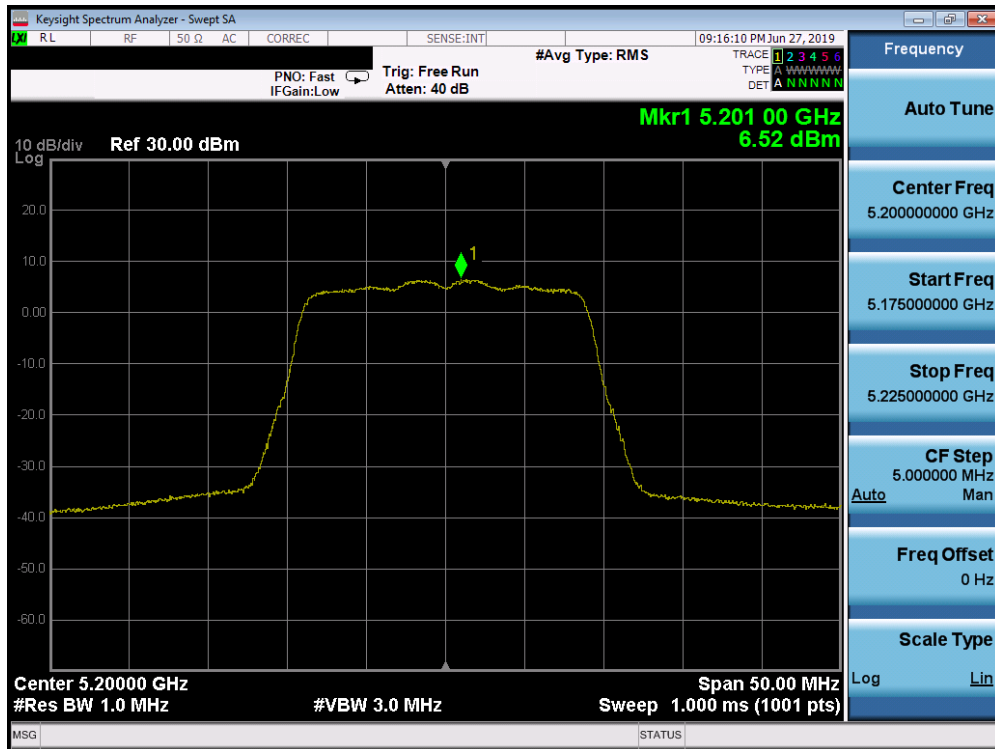 Keysight Spectrum Analyzer - Swept SA
LXI RL RF 50 Ω AC CORREC SENSE:INT 09:16:10 PM Jun 27, 2019
#Avg Type: RMS
TRACE 1 2 3 4 5 6
TYPE A WWWWW
DET A N N N N N
PNO: Fast
IFGain:Low
Trig: Free Run
Atten: 40 dB
Mkr1 5.201 00 GHz
6.52 dBm
10 dB/div
Log
Ref 30.00 dBm
20.0
10.0
0.00
-10.0
-20.0
-30.0
-40.0
-50.0
-60.0
1
Center 5.20000 GHz
Span 50.00 MHz
#Res BW 1.0 MHz
#VBW 3.0 MHz
Sweep 1.000 ms (1001 pts)
MSG
STATUS
Frequency
Auto Tune
Center Freq
5.200000000 GHz
Start Freq
5.175000000 GHz
Stop Freq
5.225000000 GHz
CF Step
5.000000 MHz
Auto Man
Freq Offset
0 Hz
Scale Type
Log Lin